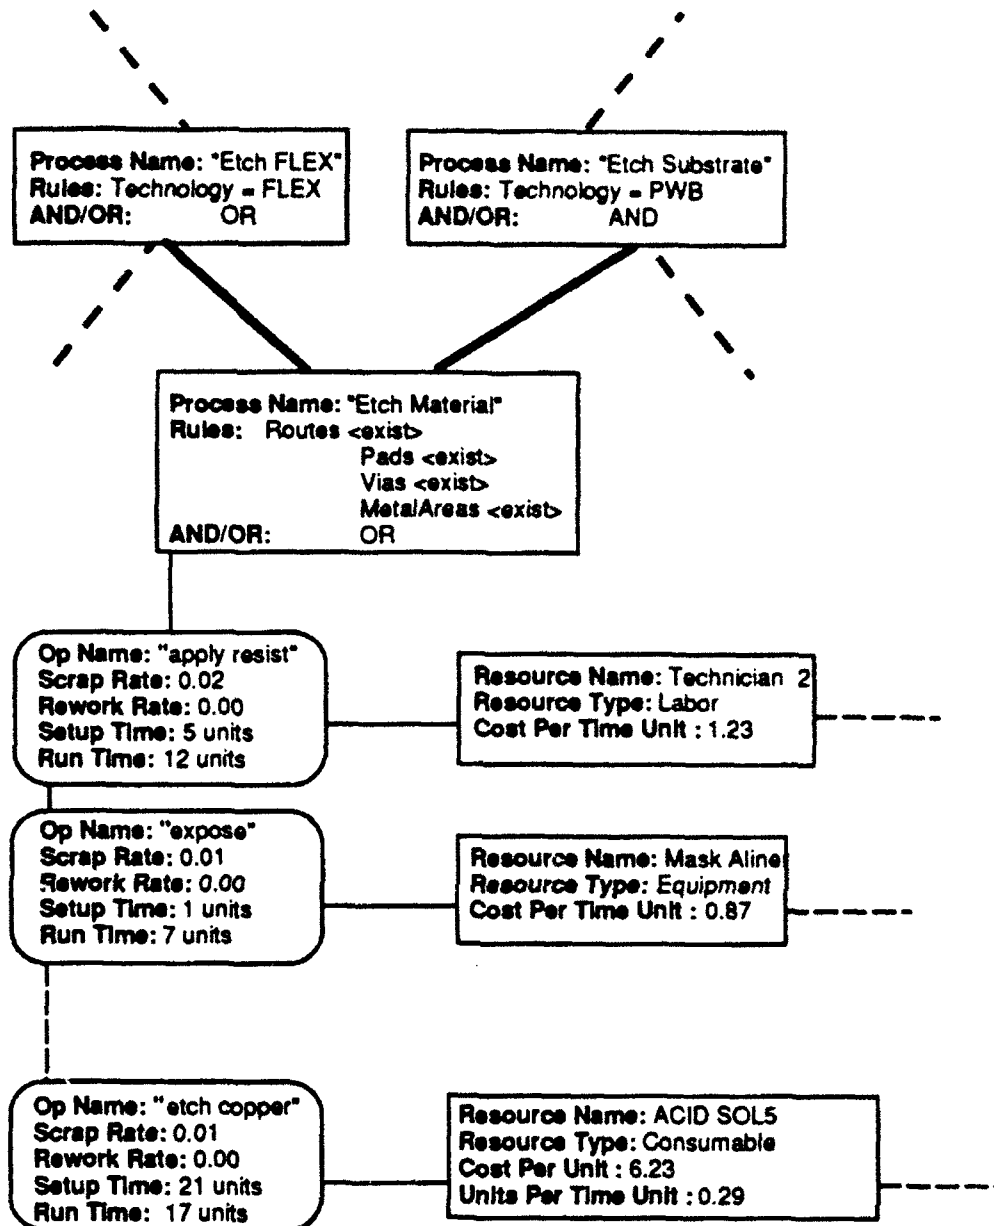 Process Name: "Etch FLEX"
Rules: Technology = FLEX
AND/OR: OR
Process Name: "Etch Substrate"
Rules: Technology = PWB
AND/OR: AND
Process Name: "Etch Material"
Rules: Routes <exist>
Pads <exist>
Vias <exist>
MetalAreas <exist>
AND/OR: OR
Op Name: "apply resist"
Scrap Rate: 0.02
Rework Rate: 0.00
Setup Time: 5 units
Run Time: 12 units
Resource Name: Technician 2
Resource Type: Labor
Cost Per Time Unit : 1.23
Op Name: "expose"
Scrap Rate: 0.01
Rework Rate: 0.00
Setup Time: 1 units
Run Time: 7 units
Resource Name: Mask Aline
Resource Type: Equipment
Cost Per Time Unit : 0.87
Op Name: "etch copper"
Scrap Rate: 0.01
Rework Rate: 0.00
Setup Time: 21 units
Run Time: 17 units
Resource Name: ACID SOL5
Resource Type: Consumable
Cost Per Unit : 6.23
Units Per Time Unit : 0.29